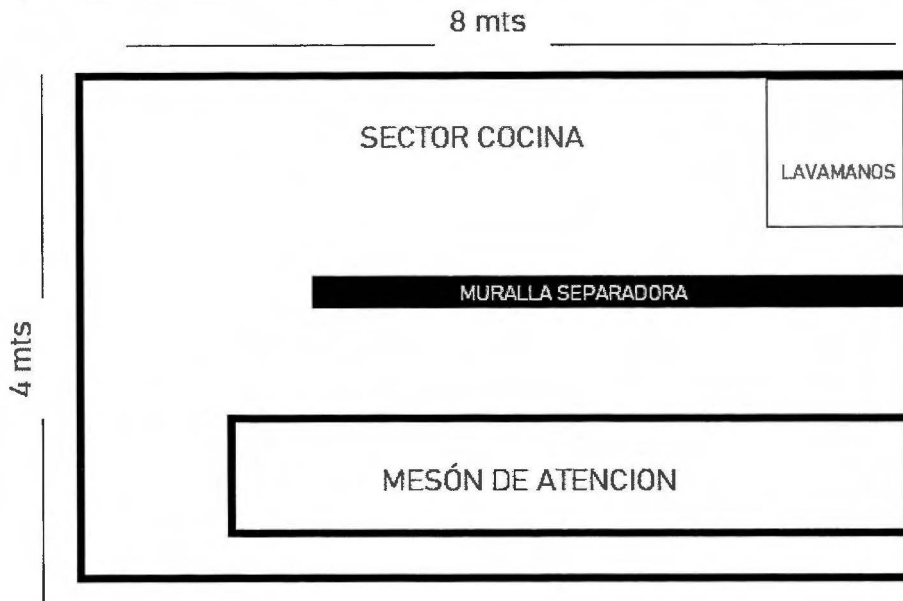 8 mts
SECTOR COCINA
LAVAMANOS
MURALLA SEPARADORA
4 mts
MESÓN DE ATENCION